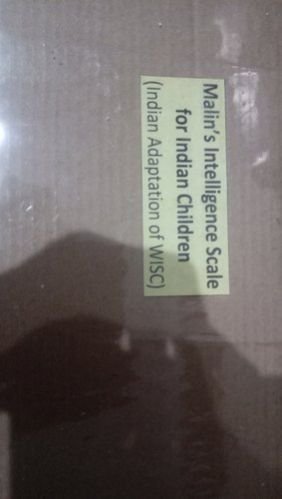 Malin's Intelligence Scale
for Indian Children
(Indian Adaptation of WISC)